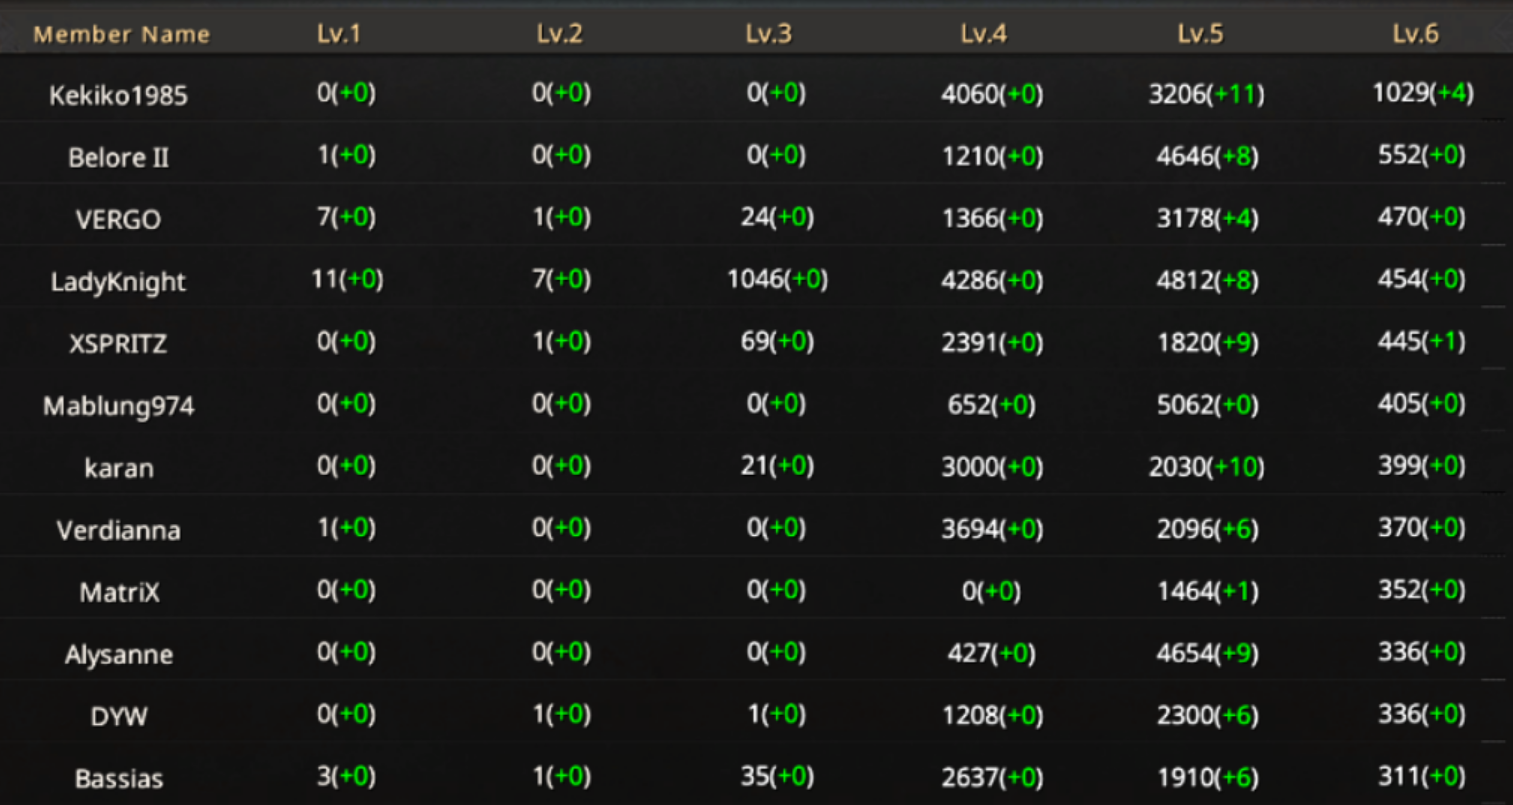 Member Name Lv.1 Lv.2 Lv.3 Lv.4 Lv.5 Lv.6
Kekiko1985 0(+0) 0(+0) 0(+0) 4060(+0) 3206(+11) 1029(+4)
Belore II 1(+0) 0(+0) 0(+0) 1210(+0) 4646(+8) 552(+0)
VERGO 7(+0) 1(+0) 24(+0) 1366(+0) 3178(+4) 470(+0)
LadyKnight 11(+0) 7(+0) 1046(+0) 4286(+0) 4812(+8) 454(+0)
XSPRITZ 0(+0) 1(+0) 69(+0) 2391(+0) 1820(+9) 445(+1)
Mablung974 0(+0) 0(+0) 0(+0) 652(+0) 5062(+0) 405(+0)
karan 0(+0) 0(+0) 21(+0) 3000(+0) 2030(+10) 399(+0)
Verdianna 1(+0) 0(+0) 0(+0) 3694(+0) 2096(+6) 370(+0)
MatriX 0(+0) 0(+0) 0(+0) 0(+0) 1464(+1) 352(+0)
Alysanne 0(+0) 0(+0) 0(+0) 427(+0) 4654(+9) 336(+0)
DYW 0(+0) 1(+0) 1(+0) 1208(+0) 2300(+6) 336(+0)
Bassias 3(+0) 1(+0) 35(+0) 2637(+0) 1910(+6) 311(+0)